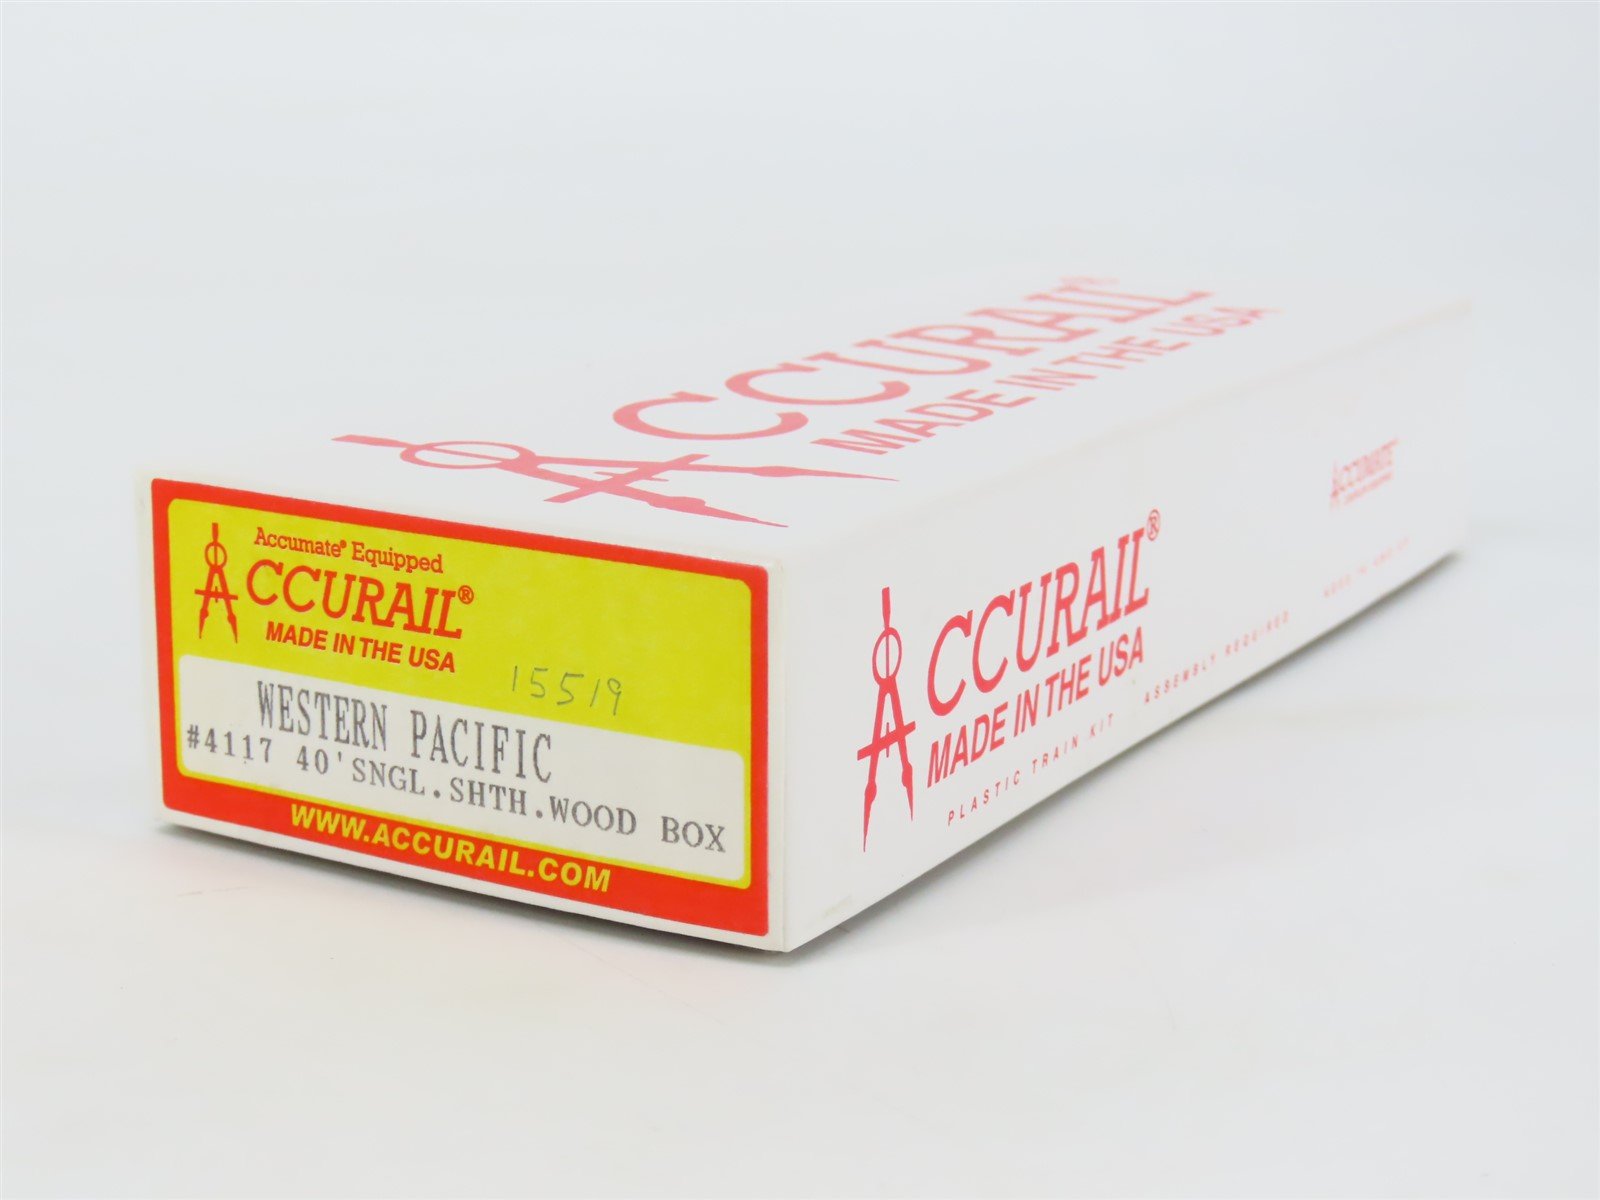 ACCURAIL®
MADE IN THE USA
Accumate® Equipped
ACCURAIL®
MADE IN THE USA
15519
WESTERN PACIFIC
#4117 40' SNGL.SHTH.WOOD BOX
WWW.ACCURAIL.COM
ACCURAIL®
MADE IN THE USA
PLASTIC TRAIN KIT ASSEMBLY REQUIRED
ACCUMATE